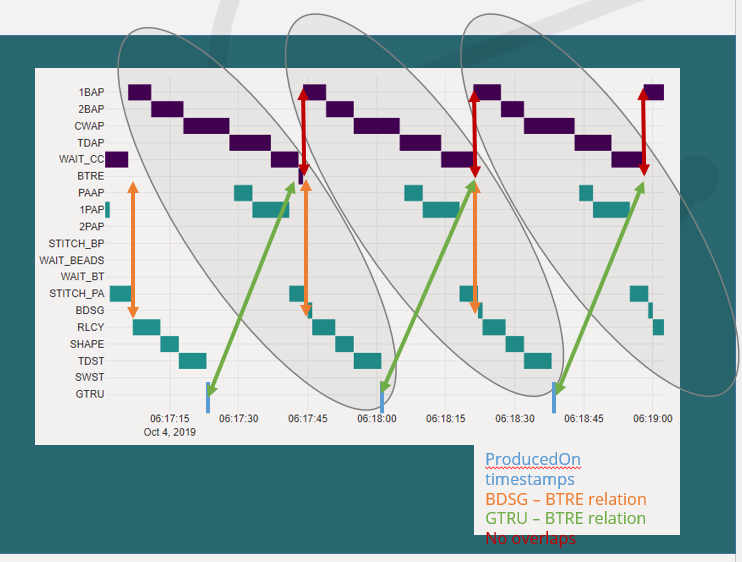 1BAP
2BAP
CWAP
TDAP
WAIT_CC
BTRE
PAAP
1PAP
2PAP
STITCH_BP
WAIT_BEADS
WAIT_BT
STITCH_PA
BDSG
RLCY
SHAPE
TDST
SWST
GTRU
06:17:15 06:17:30 06:17:45 06:18:00 06:18:15 06:18:30 06:18:45 06:19:00
Oct 4, 2019
ProducedOn
timestamps
BDSG – BTRE relation
GTRU – BTRE relation
No overlaps